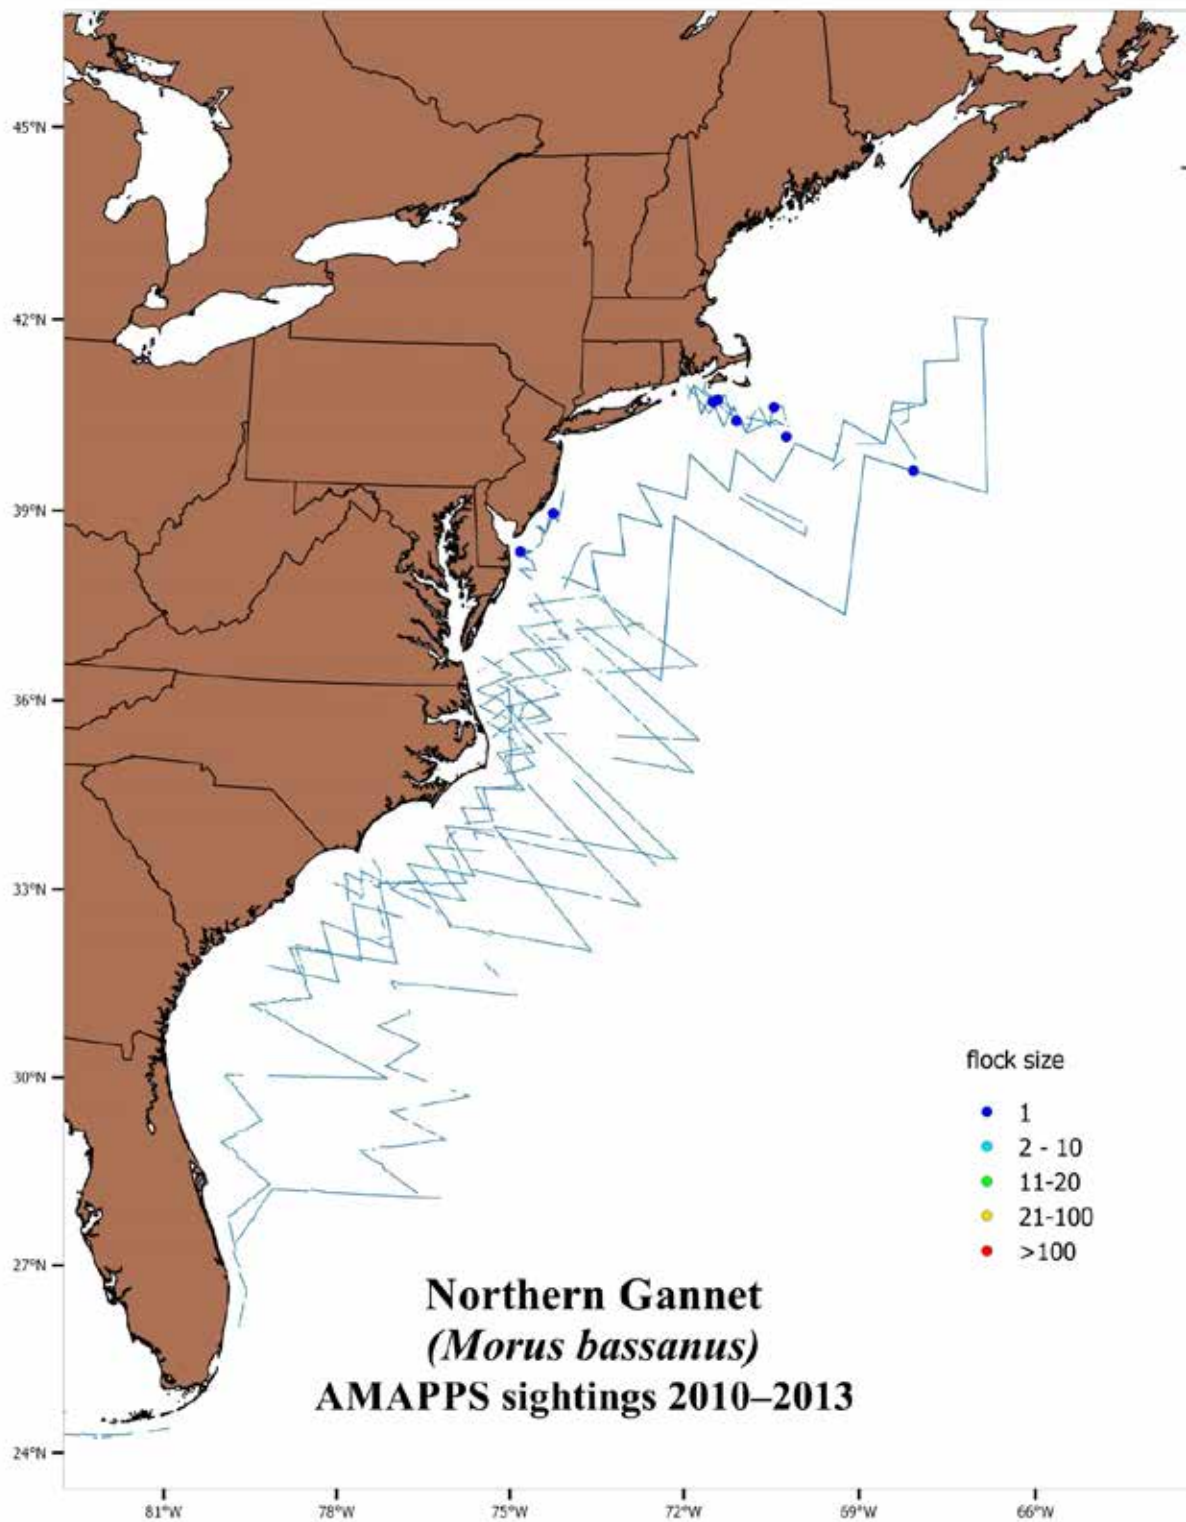 45°N
42°N
39°N
36°N
33°N
30°N
27°N
24°N
flock size
1
2 - 10
11-20
21-100
>100
Northern Gannet
(Morus bassanus)
AMAPPS sightings 2010–2013
81°W 78°W 75°W 72°W 69°W 66°W